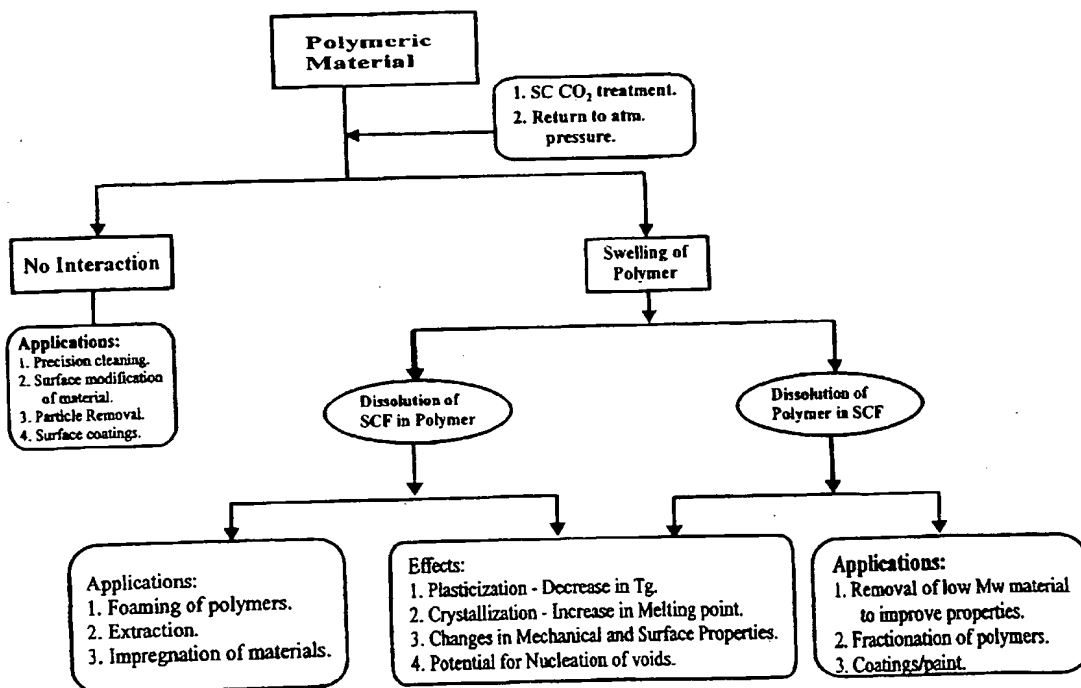 Polymeric
Material
1. SC CO₂ treatment.
2. Return to atm.
pressure.
No Interaction
Swelling of
Polymer
Applications:
1. Precision cleaning.
2. Surface modification
of material.
3. Particle Removal.
4. Surface coatings.
Dissolution of
SCF in Polymer
Dissolution of
Polymer in SCF
Applications:
1. Foaming of polymers.
2. Extraction.
3. Impregnation of materials.
Effects:
1. Plasticization - Decrease in Tg.
2. Crystallization - Increase in Melting point.
3. Changes in Mechanical and Surface Properties.
4. Potential for Nucleation of voids.
Applications:
1. Removal of low Mw material
to improve properties.
2. Fractionation of polymers.
3. Coatings/paint.